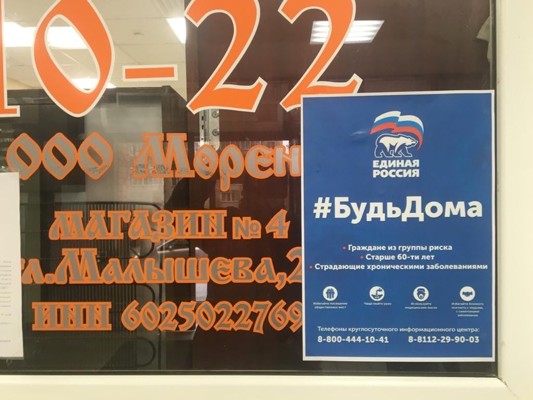 10-22
ООО Морен
МАГАЗИН № 4
ул.Малышева,2
ИНН 6025022769
ЕДИНАЯ
РОССИЯ
#БудьДома
• Граждане из группы риска
• Старше 60-ти лет
• Страдающие хроническими заболеваниями
Телефоны круглосуточного информационного центра:
8-800-444-10-41 8-8112-29-90-03